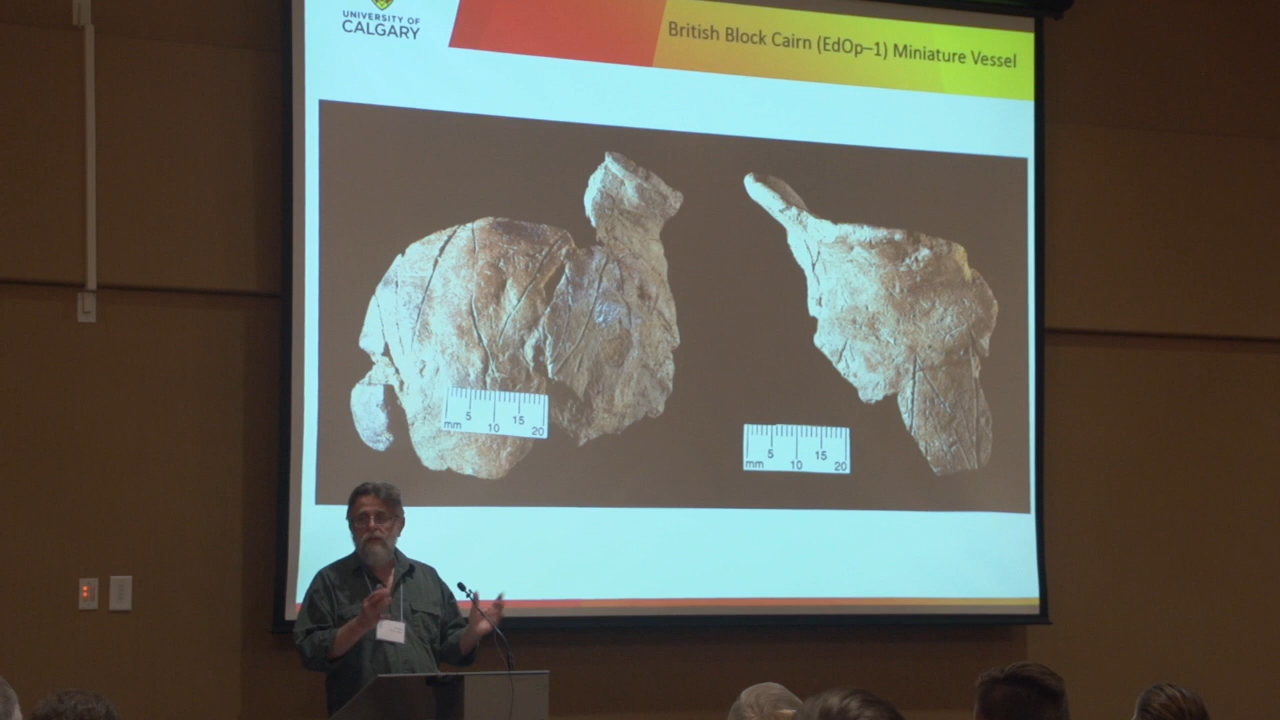 UNIVERSITY OF
CALGARY
British Block Cairn (EdOp–1) Miniature Vessel
5 15
mm 10 20
5 15
mm 10 20